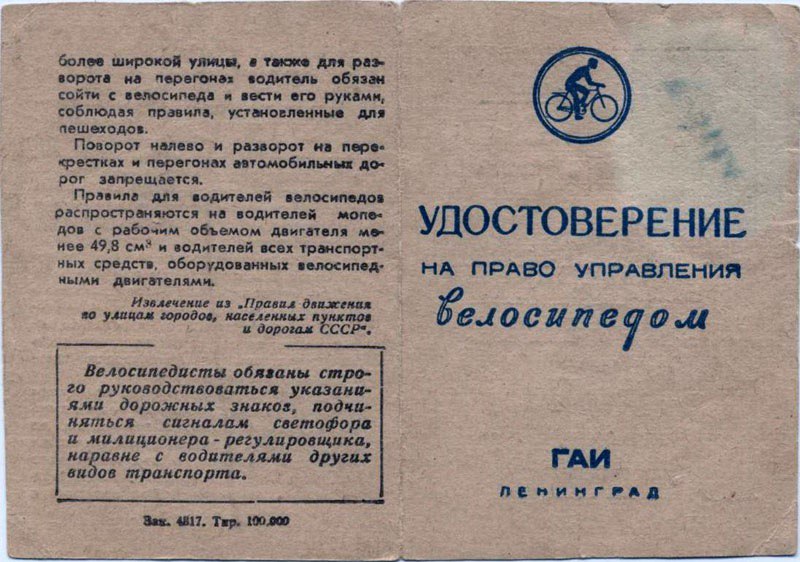 более широкой улицы, а также для раз-
ворота на перегонах водитель обязан
сойти с велосипеда и вести его руками,
соблюдая правила, установленные для
пешеходов.
Поворот налево и разворот на пере-
крестках и перегонах автомобильных до-
рог запрещается.
Правила для водителей велосипедов
распространяются на водителей мопе-
дов с рабочим объемом двигателя ме-
нее 49,8 см³ и водителей всех транспорт-
ных средств, оборудованных велосипед-
ными двигателями.
Извлечение из „Правил движения
по улицам городов, населенных пунктов
и дорогам СССР“.
Велосипедисты обязаны стро-
го руководствоваться указани-
ями дорожных знаков, подчи-
няться сигналам светофора
и милиционера - регулировщика,
наравне с водителями других
видов транспорта.
Зак. 4817. Тир. 100.000
УДОСТОВЕРЕНИЕ
НА ПРАВО УПРАВЛЕНИЯ
велосипедом
ГАИ
ЛЕНИНГРАД